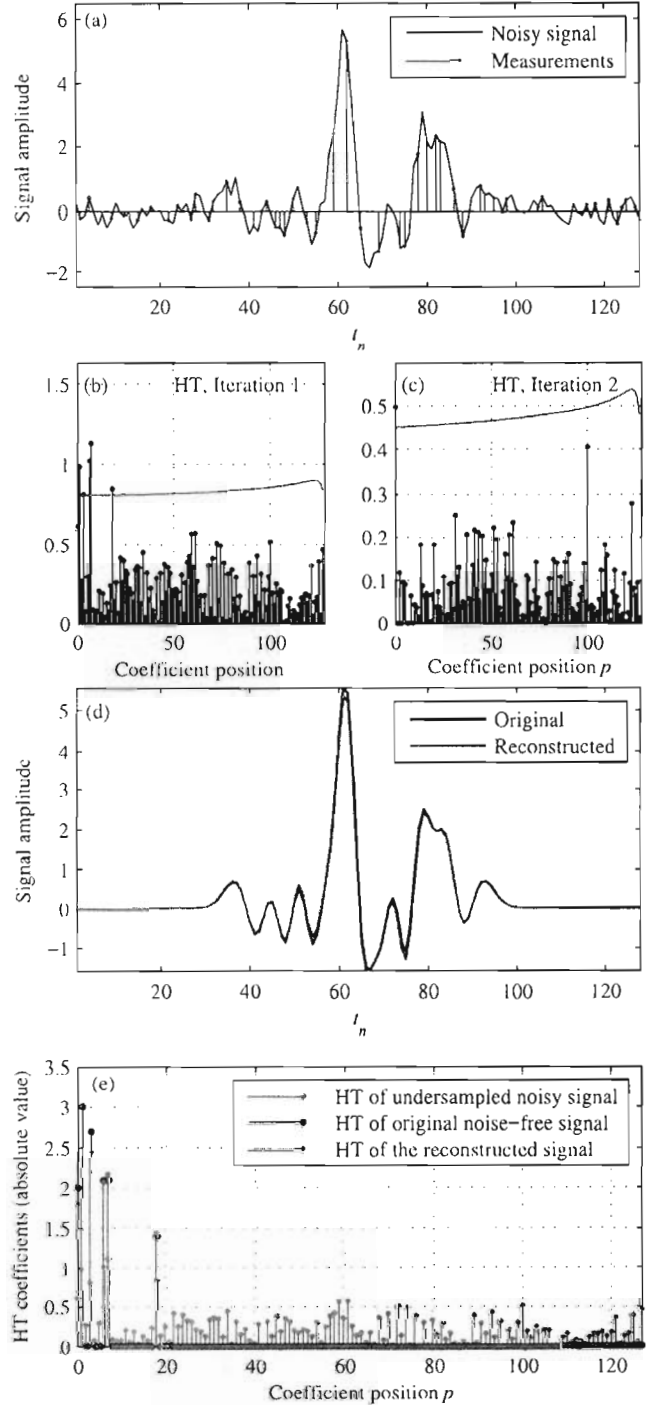 (a)
Noisy signal
Measurements
Signal amplitude
6
4
2
0
−2
20 40 60 80 100 120
t_n
(b) HT, Iteration 1
1.5
1
0.5
0
0 50 100
Coefficient position
(c) HT, Iteration 2
0.5
0.4
0.3
0.2
0.1
0
0 100
Coefficient position p
(d)
Original
Reconstructed
Signal amplitude
5
4
3
2
1
0
−1
20 40 60 80 100 120
t_n
(e)
HT of undersampled noisy signal
HT of original noise−free signal
HT of the reconstructed signal
HT coefficients (absolute value)
3.5
3
2.5
2
1.5
1
0.5
0
0 20 40 60 80 100 120
Coefficient position p